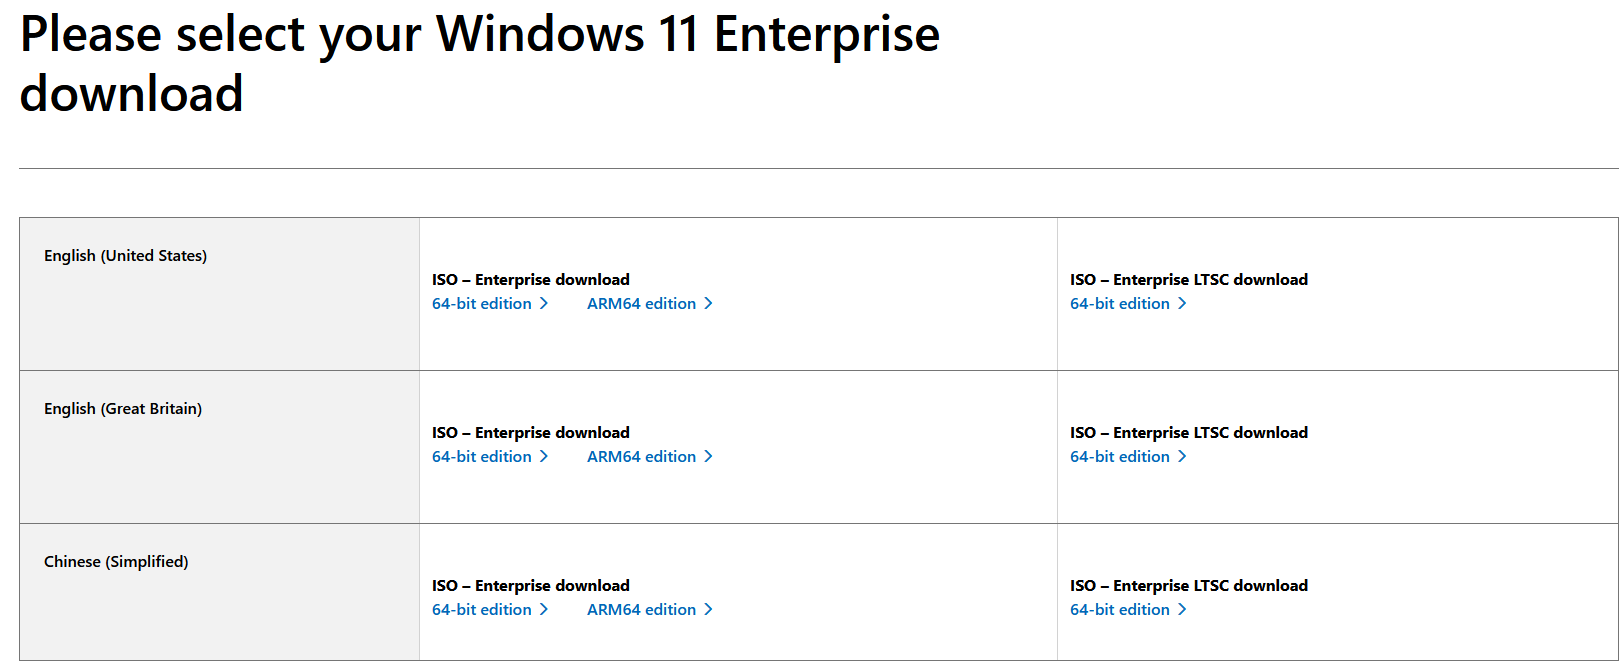 Please select your Windows 11 Enterprise
download
English (United States)
ISO – Enterprise download
64-bit edition
ARM64 edition
ISO – Enterprise LTSC download
64-bit edition
English (Great Britain)
ISO – Enterprise download
64-bit edition
ARM64 edition
ISO – Enterprise LTSC download
64-bit edition
Chinese (Simplified)
ISO – Enterprise download
64-bit edition
ARM64 edition
ISO – Enterprise LTSC download
64-bit edition